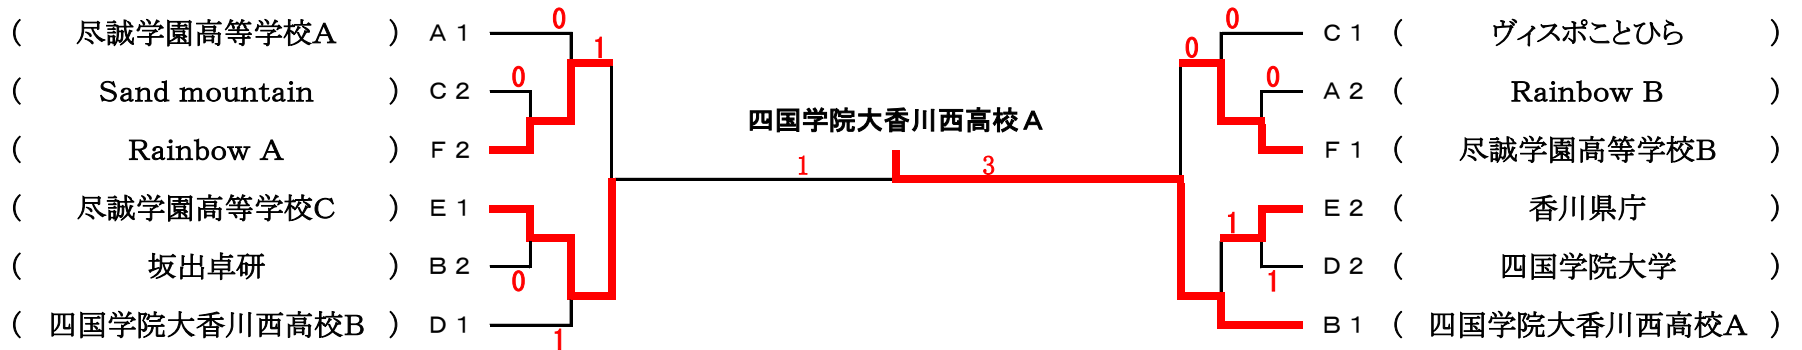 ( 尽誠学園高等学校A ) A 1 0
1
( Sand mountain ) C 2 0
( Rainbow A ) F 2
( 尽誠学園高等学校C ) E 1
( 坂出卓研 ) B 2 0
( 四国学院大香川西高校B ) D 1 1
四国学院大香川西高校A
1 3
0 C 1 ( ヴィスポことひら )
0
0 A 2 ( Rainbow B )
F 1 ( 尽誠学園高等学校B )
1 E 2 ( 香川県庁 )
1 D 2 ( 四国学院大学 )
B 1 ( 四国学院大香川西高校A )